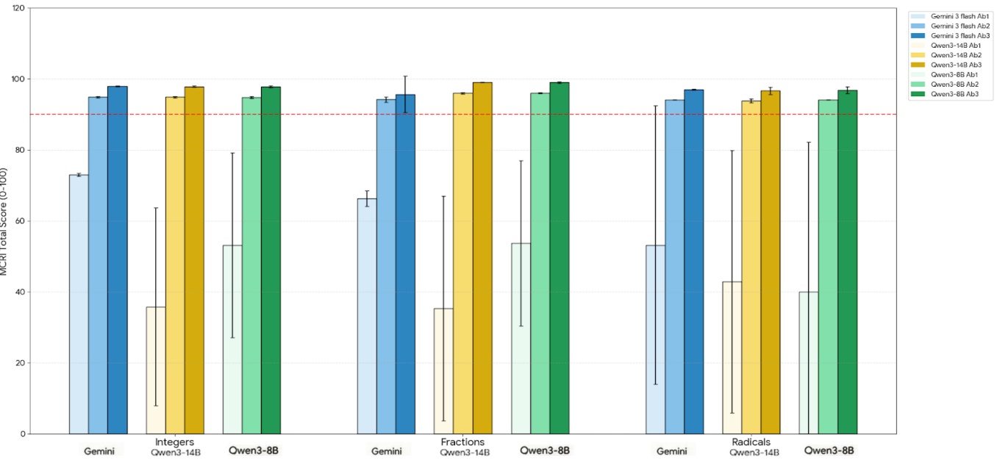 120
100
80
60
40
20
0
MCRI Total Score (0-100)
Gemini 3 flash Ab1
Gemini 3 flash Ab2
Gemini 3 flash Ab3
Qwen3-14B Ab1
Qwen3-14B Ab2
Qwen3-14B Ab3
Qwen3-8B Ab1
Qwen3-8B Ab2
Qwen3-8B Ab3
Integers
Gemini Qwen3-14B Qwen3-8B
Fractions
Gemini Qwen3-14B Qwen3-8B
Radicals
Gemini Qwen3-14B Qwen3-8B